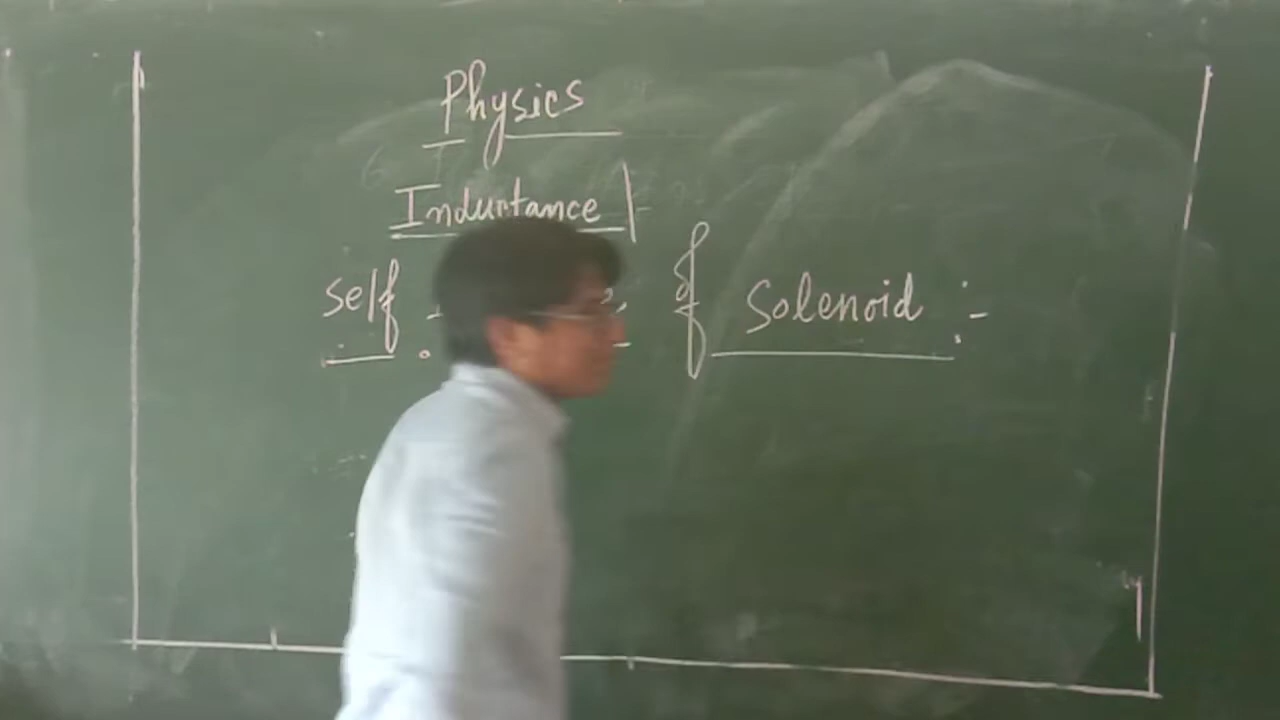 Physics
Inductance
Self of Solenoid :-